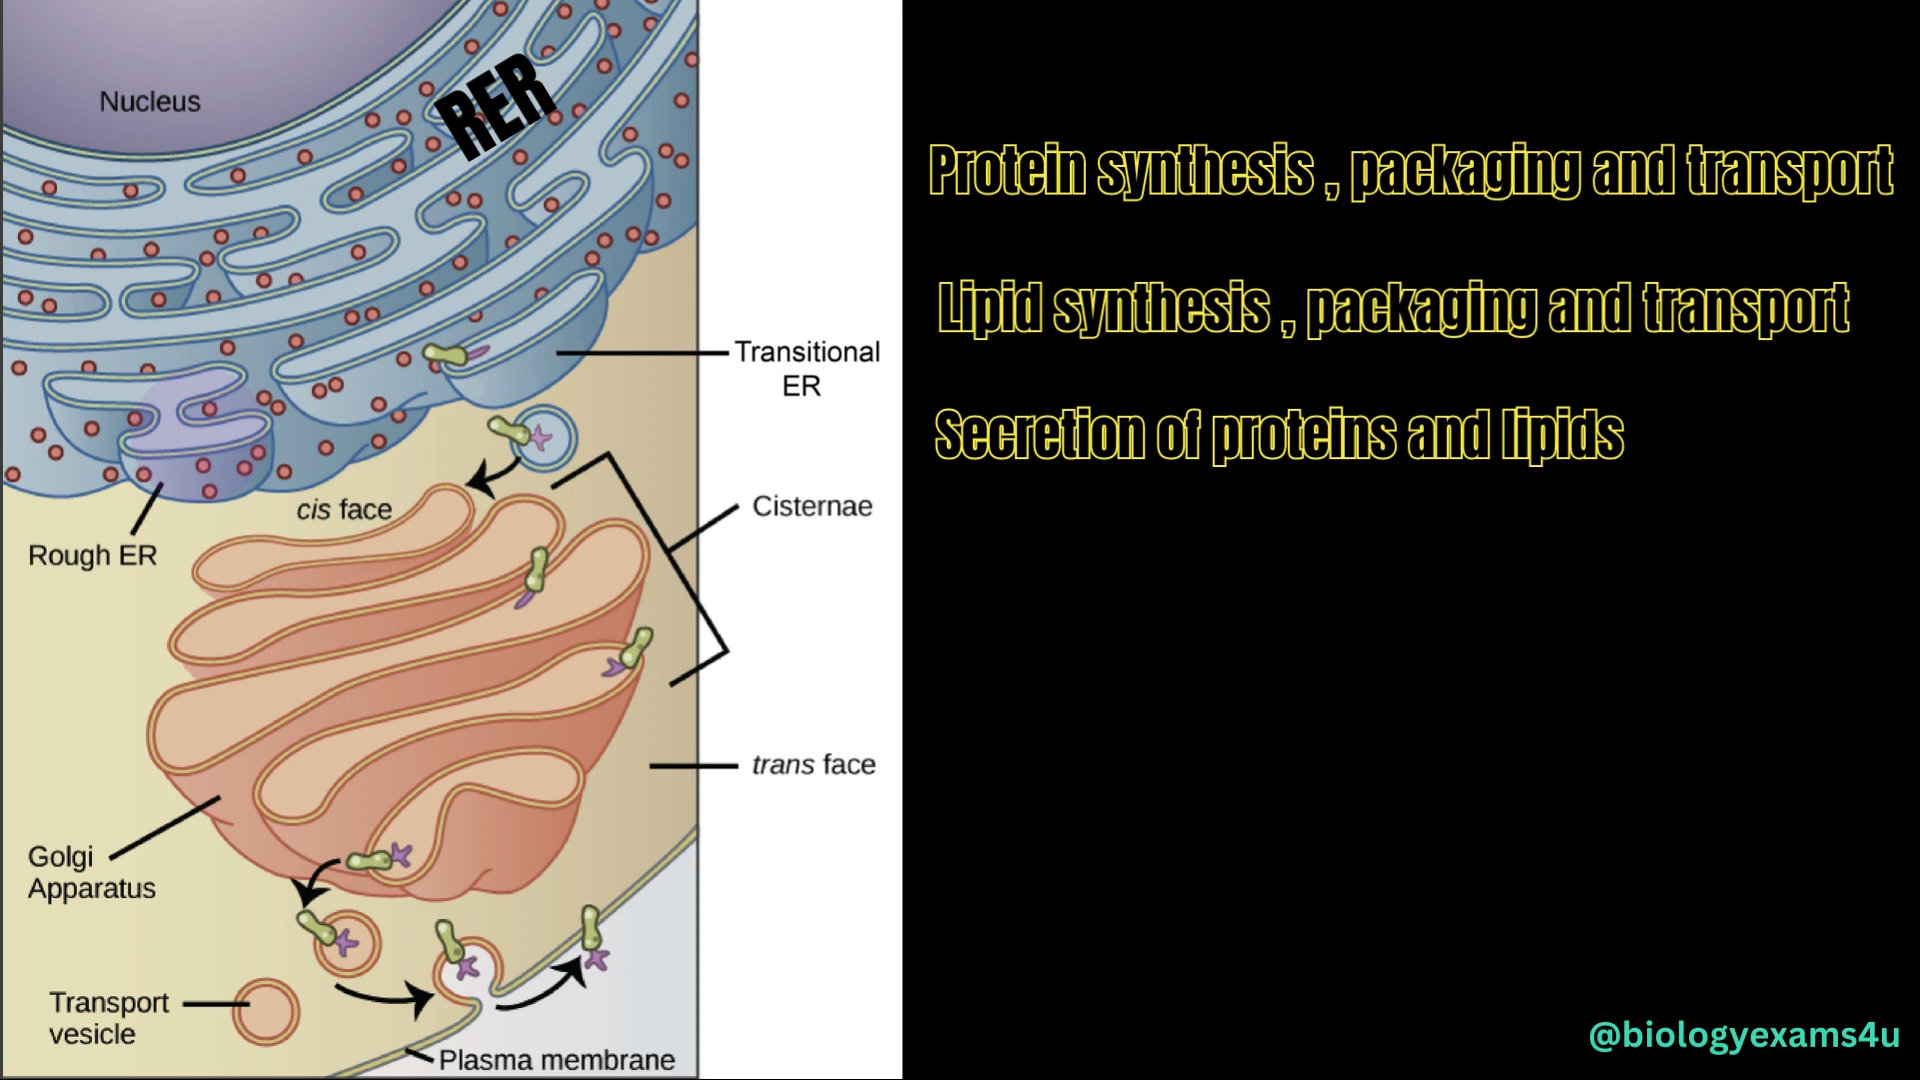 Nucleus
RER
Protein synthesis , packaging and transport
Lipid synthesis , packaging and transport
Secretion of proteins and lipids
Transitional
ER
cis face
Cisternae
Rough ER
trans face
Golgi
Apparatus
Transport
vesicle
Plasma membrane
@biologyexams4u